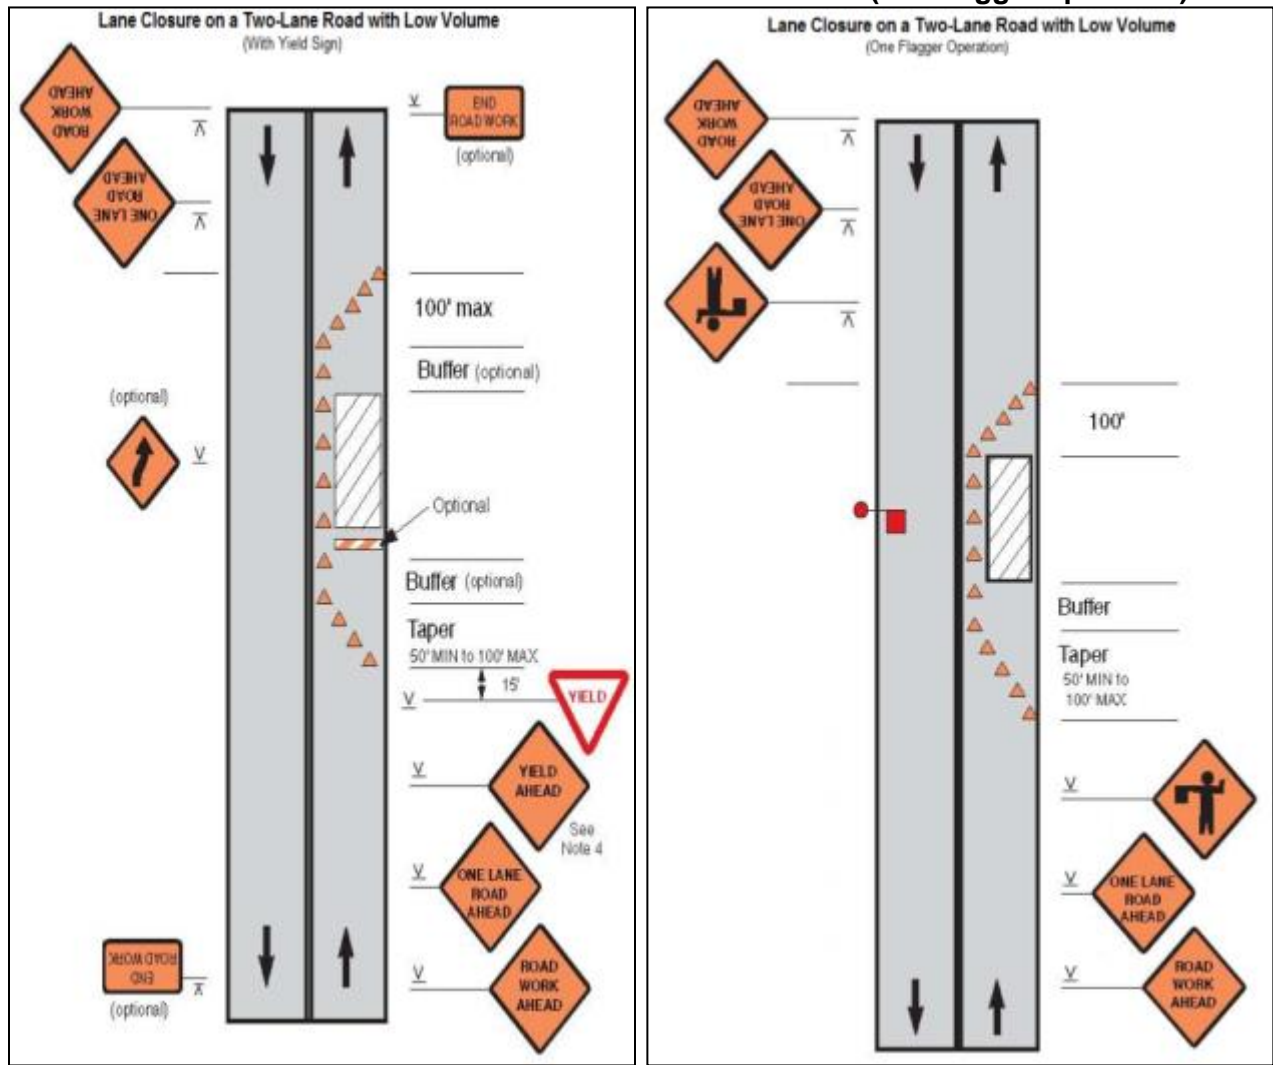 Lane Closure on a Two-Lane Road with Low Volume
(With Yield Sign)
ROAD
WORK
AHEAD
END
ROAD WORK
(optional)
ONE LANE
ROAD
AHEAD
100' max
Buffer (optional)
(optional)
Optional
Buffer (optional)
Taper
50' MIN to 100' MAX
15'
YIELD
YIELD
AHEAD
See
Note 4
ONE LANE
ROAD
AHEAD
END
ROAD WORK
(optional)
ROAD
WORK
AHEAD
Lane Closure on a Two-Lane Road with Low Volume
(One Flagger Operation)
ROAD
WORK
AHEAD
ONE LANE
ROAD
AHEAD
100'
Buffer
Taper
50' MIN to
100' MAX
ONE LANE
ROAD
AHEAD
ROAD
WORK
AHEAD